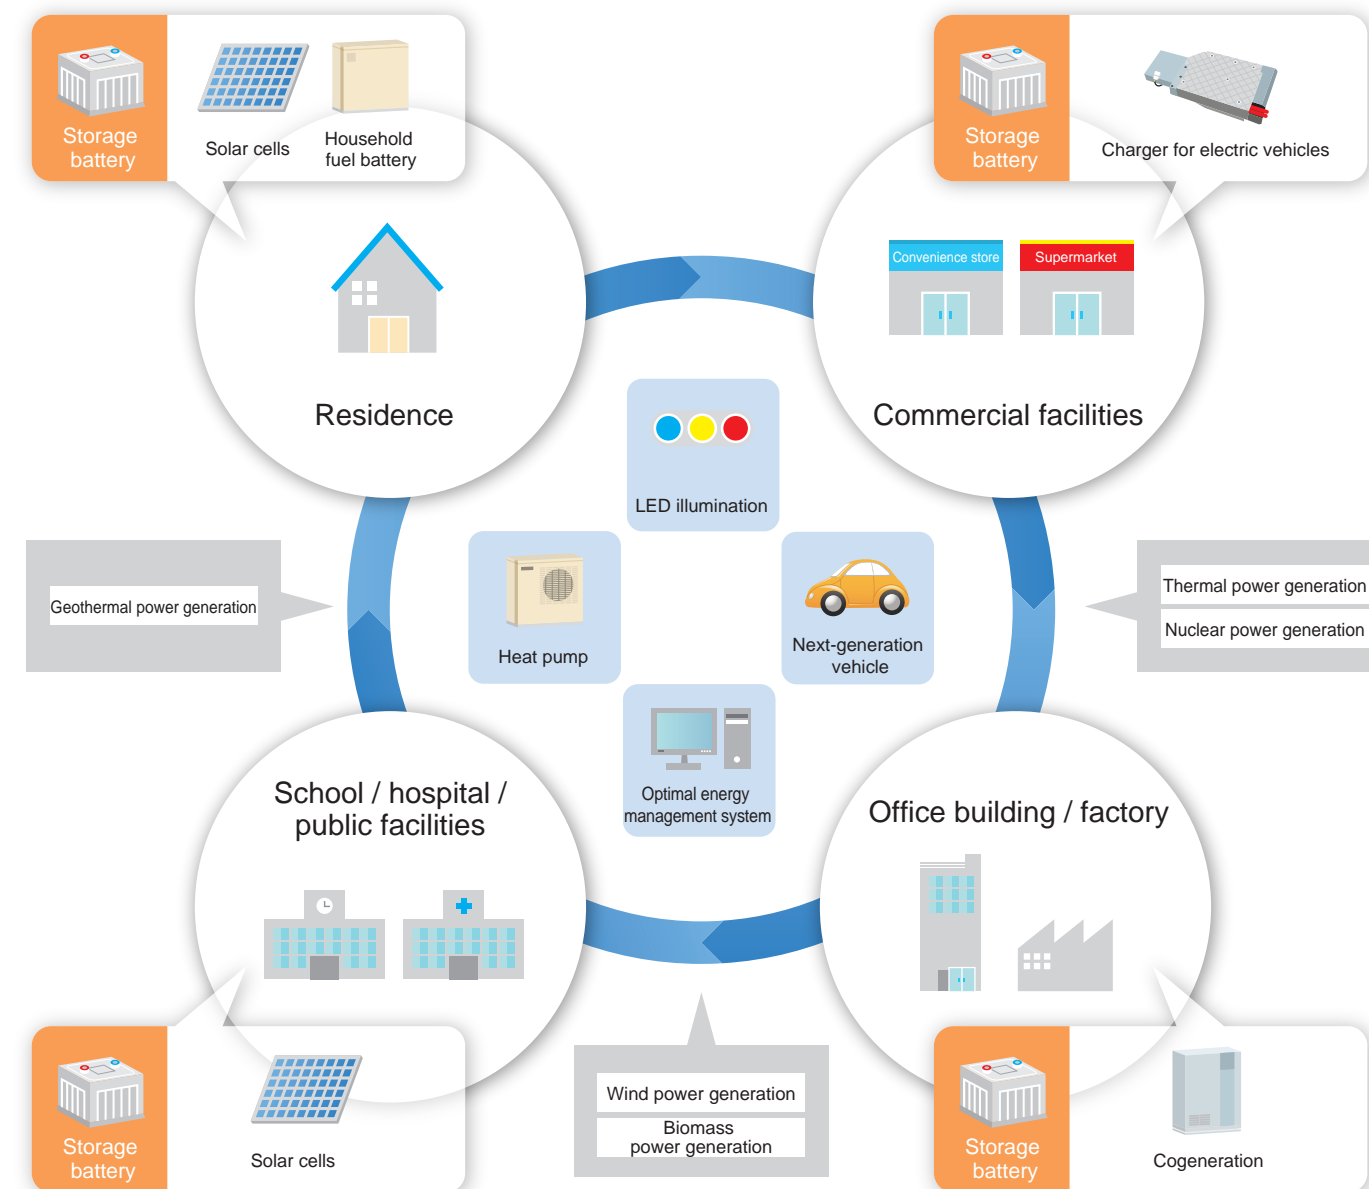 Storage
battery
Solar cells
Household
fuel battery
Storage
battery
Charger for electric vehicles
Convenience store
Supermarket
Residence
Commercial facilities
LED illumination
Geothermal power generation
Heat pump
Next-generation
vehicle
Thermal power generation
Nuclear power generation
Optimal energy
management system
School / hospital /
public facilities
Office building / factory
Storage
battery
Solar cells
Wind power generation
Biomass
power generation
Storage
battery
Cogeneration